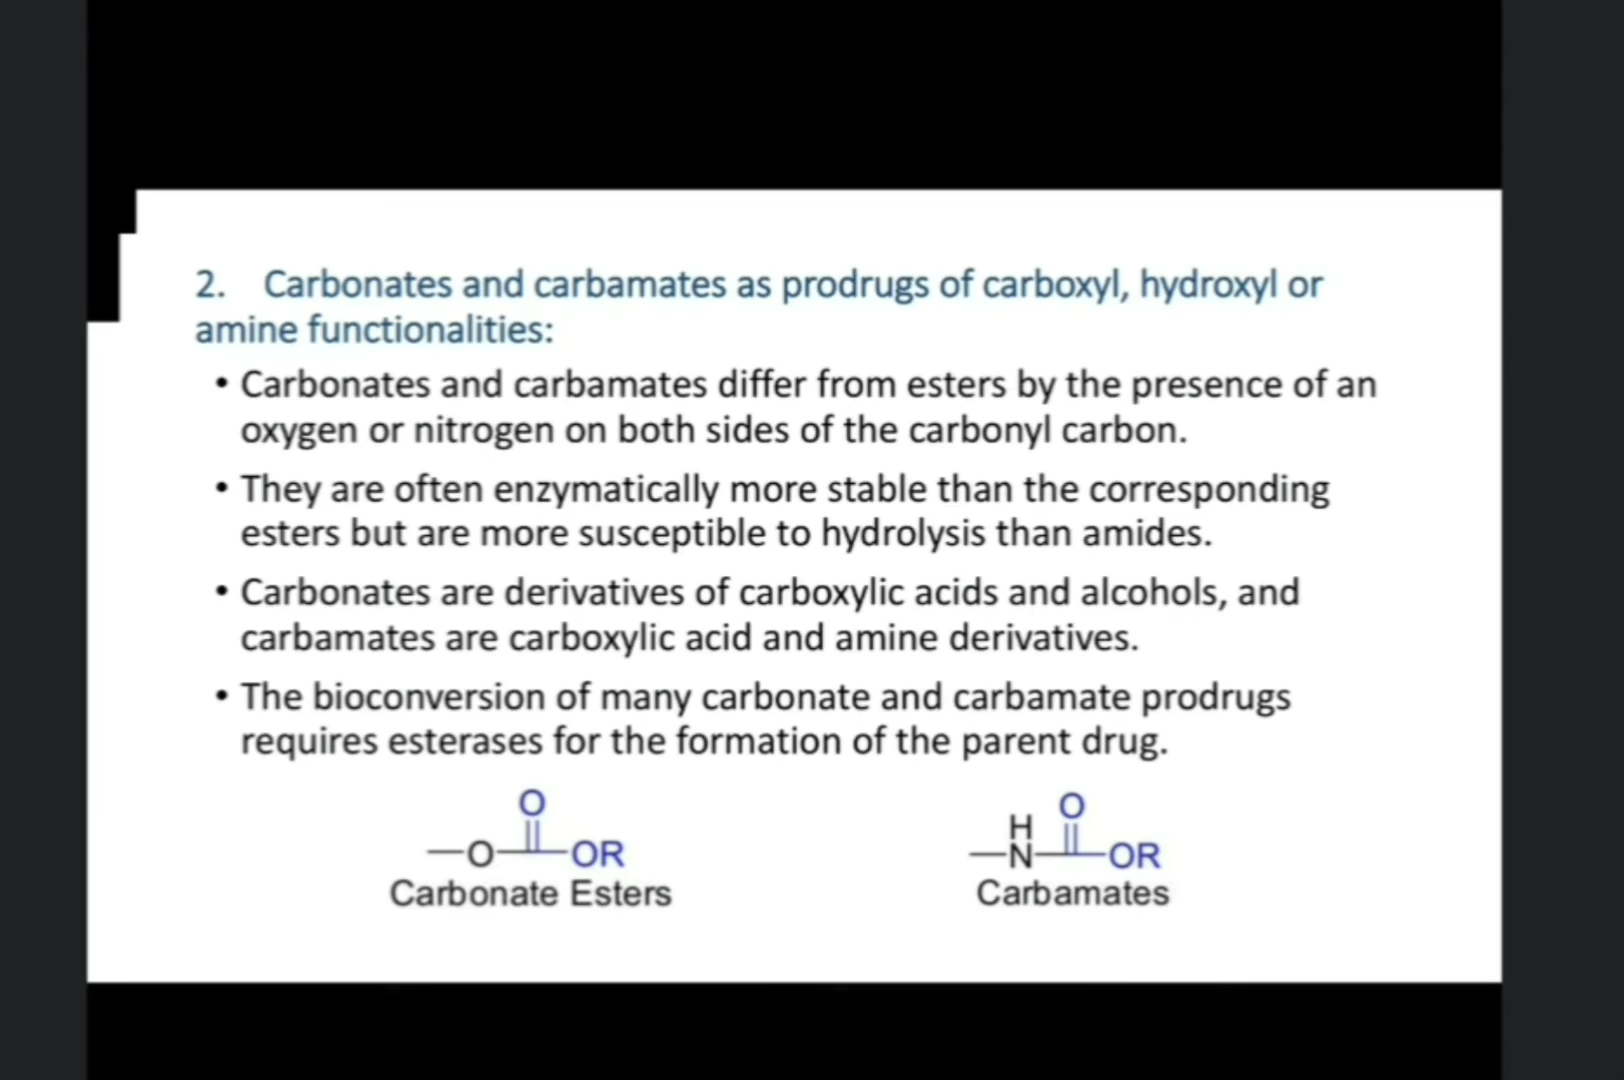 2. Carbonates and carbamates as prodrugs of carboxyl, hydroxyl or
amine functionalities:
• Carbonates and carbamates differ from esters by the presence of an
oxygen or nitrogen on both sides of the carbonyl carbon.
• They are often enzymatically more stable than the corresponding
esters but are more susceptible to hydrolysis than amides.
• Carbonates are derivatives of carboxylic acids and alcohols, and
carbamates are carboxylic acid and amine derivatives.
• The bioconversion of many carbonate and carbamate prodrugs
requires esterases for the formation of the parent drug.
O
O OR
Carbonate Esters
O
H
N OR
Carbamates